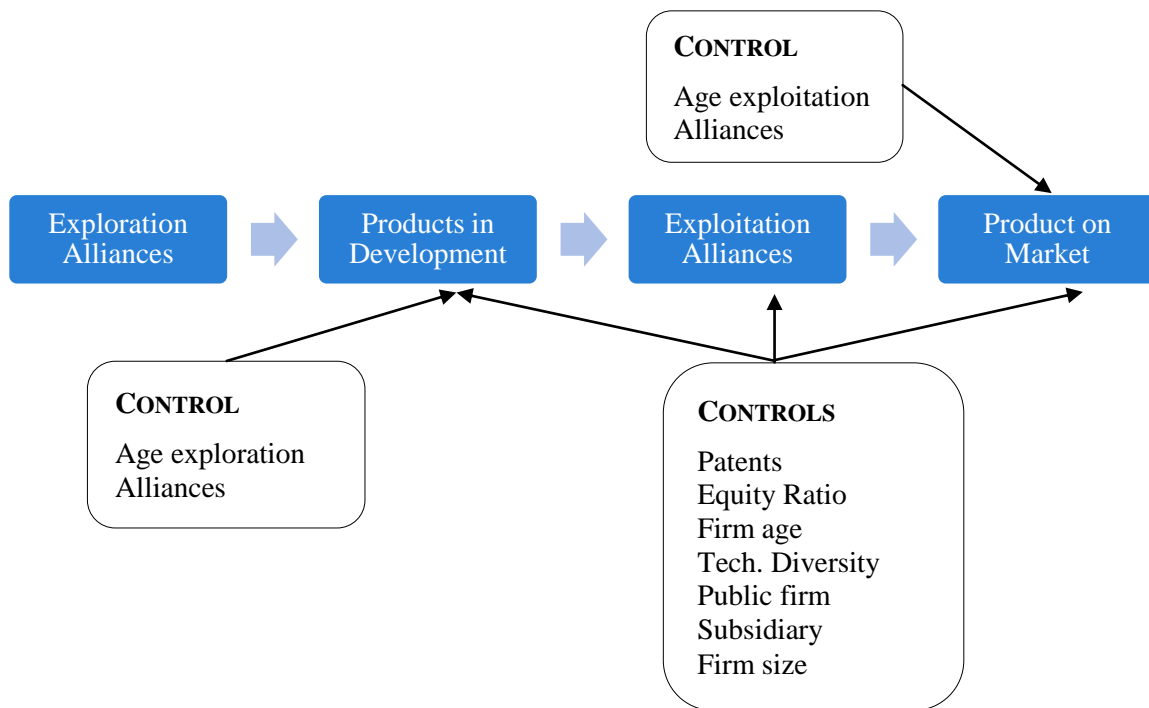 CONTROL
Age exploitation
Alliances
Exploration
Alliances
Products in
Development
Exploitation
Alliances
Product on
Market
CONTROL
Age exploration
Alliances
CONTROLS
Patents
Equity Ratio
Firm age
Tech. Diversity
Public firm
Subsidiary
Firm size